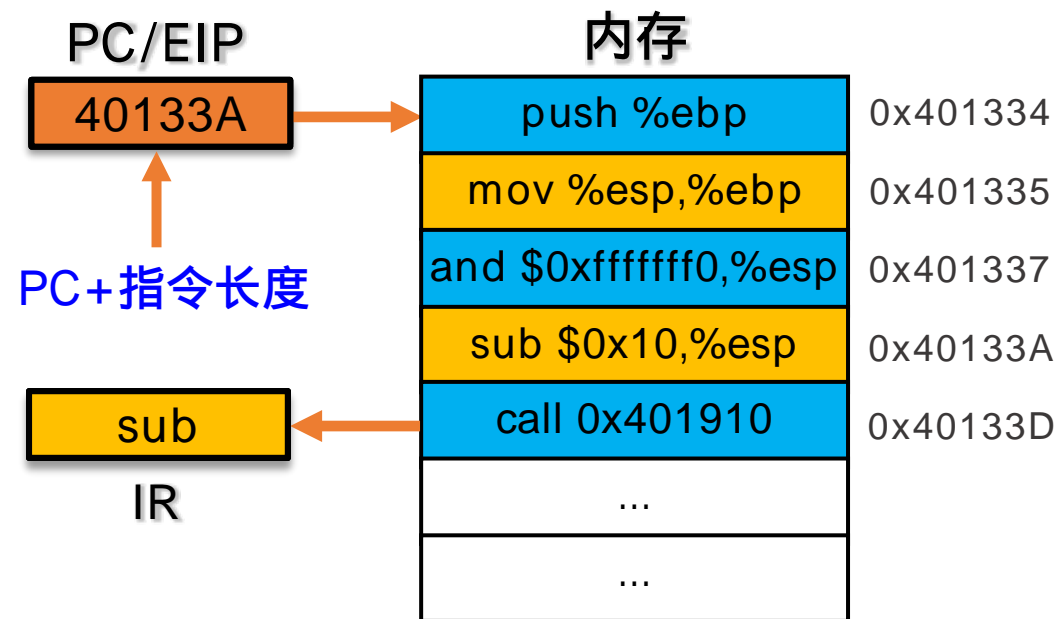 PC/EIP
40133A
PC+指令长度
sub
IR
内存
push %ebp
0x401334
mov %esp,%ebp
0x401335
and $0xfffffff0,%esp
0x401337
sub $0x10,%esp
0x40133A
call 0x401910
0x40133D
...
...